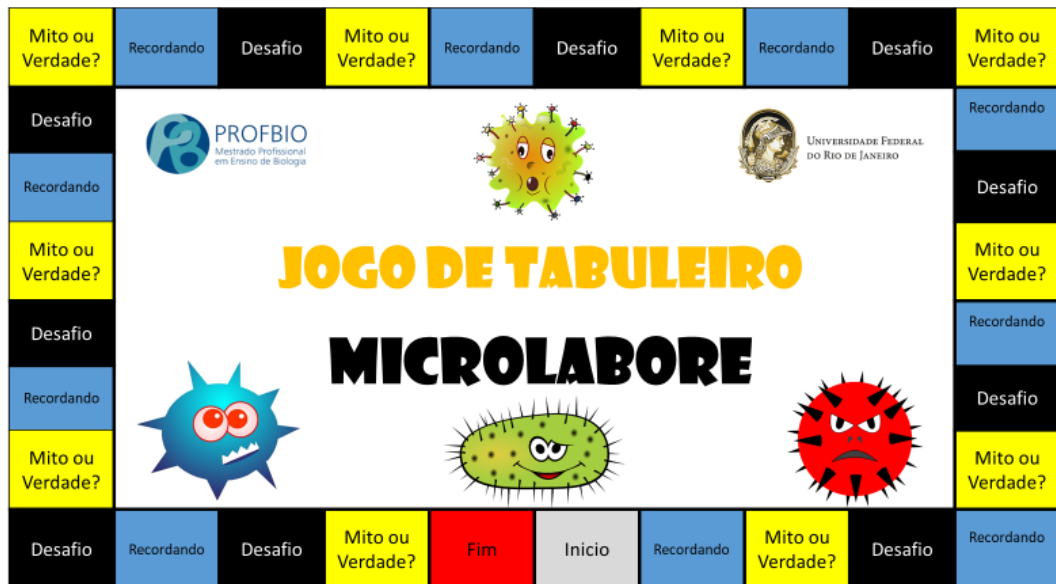 Mito ou
Verdade?
Recordando
Desafio
Mito ou
Verdade?
Recordando
Desafio
Mito ou
Verdade?
Recordando
Desafio
Mito ou
Verdade?
Desafio
Recordando
Mito ou
Verdade?
Desafio
Recordando
Mito ou
Verdade?
PROFBIO
Mestrado Profissional
em Ensino de Biologia
UNIVERSIDADE FEDERAL
DO RIO DE JANEIRO
JOGO DE TABULEIRO
MICROLABORE
Recordando
Desafio
Mito ou
Verdade?
Recordando
Desafio
Mito ou
Verdade?
Desafio
Recordando
Desafio
Mito ou
Verdade?
Fim
Inicio
Recordando
Mito ou
Verdade?
Desafio
Recordando